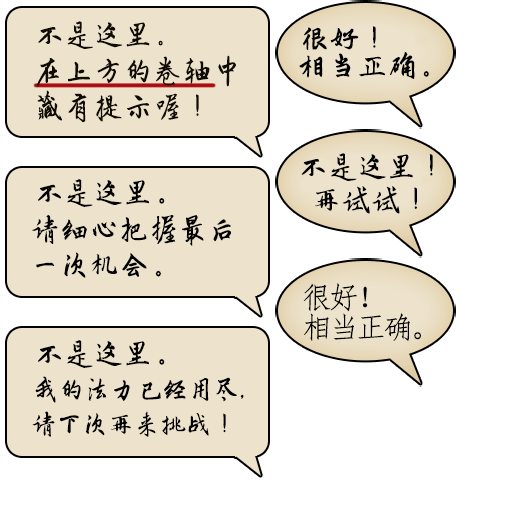 不是这里。
在上方的卷轴中
藏有提示喔！
不是这里。
请细心把握最后
一次机会。
不是这里。
我的法力已经用尽,
请下次再来挑战！
很好！
相当正确。
不是这里！
再试试！
很好！
相当正确。